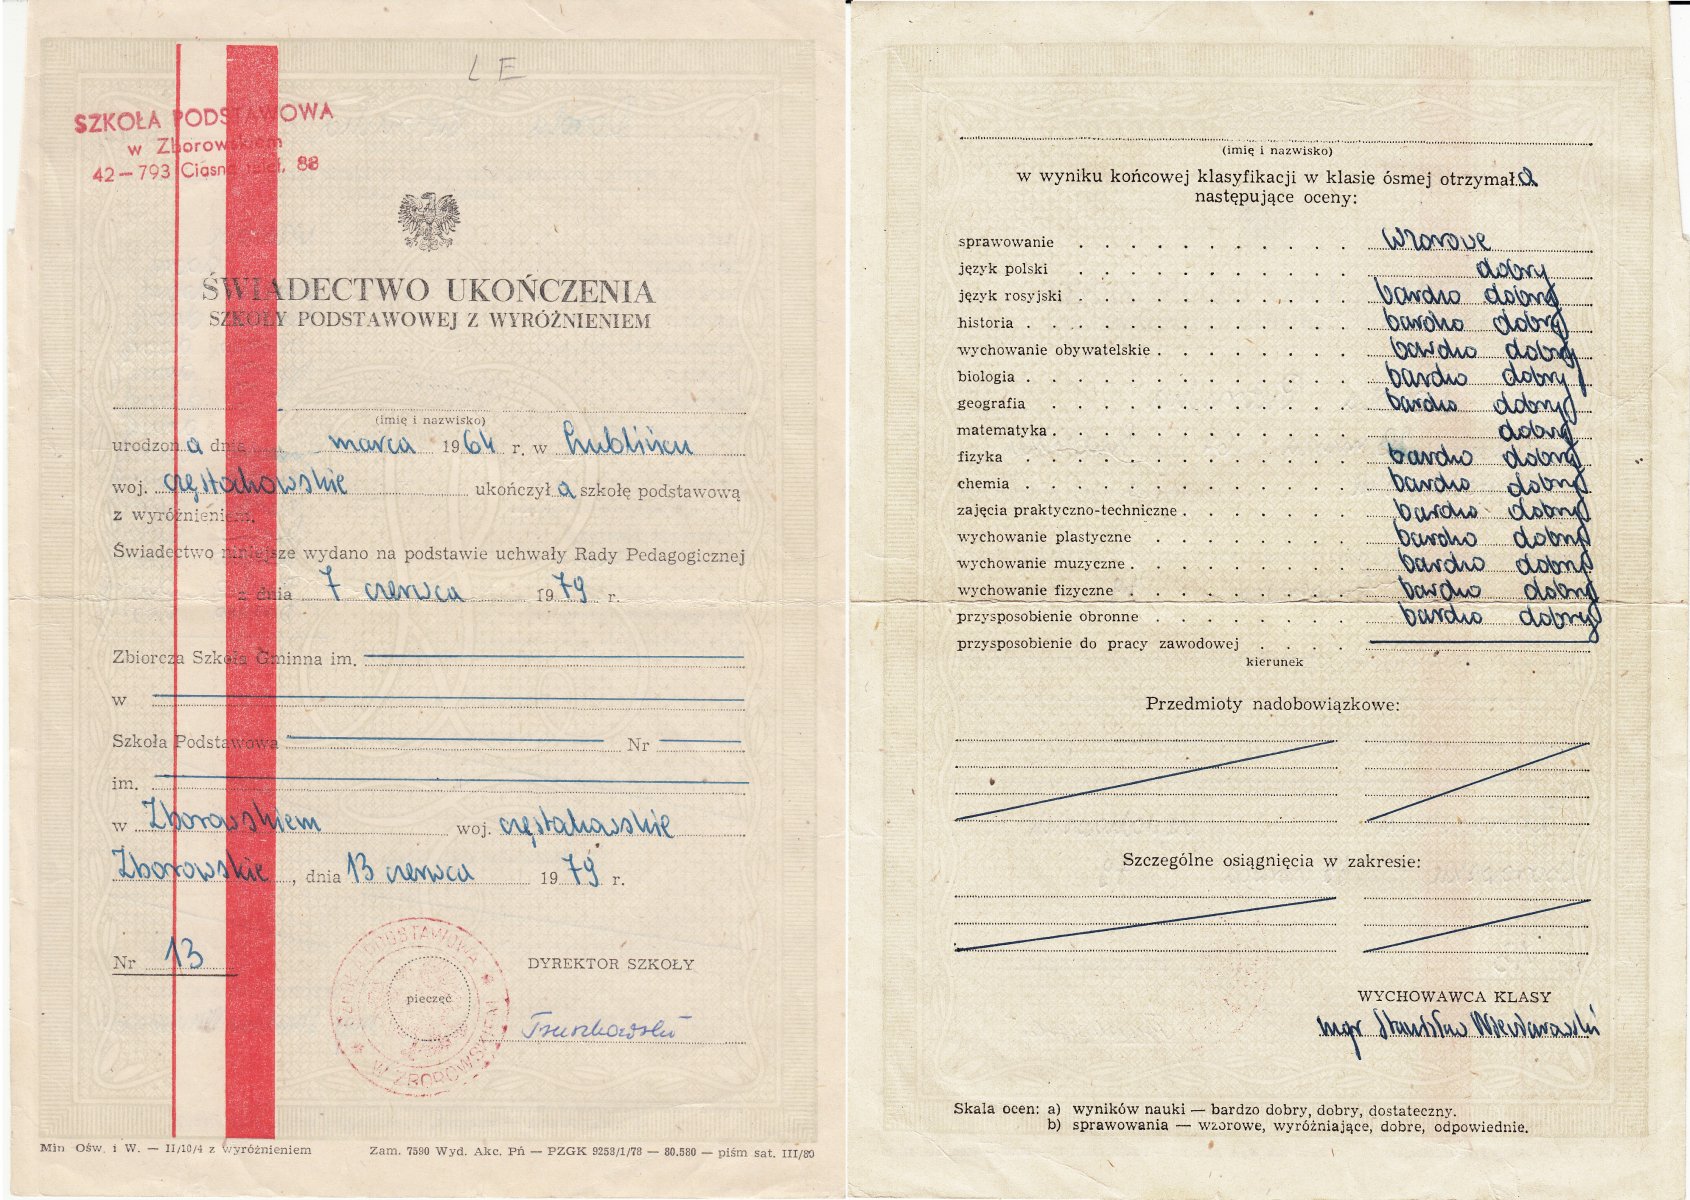 L E
SZKOŁA PODSTAWOWA
w Zborowskiem
42-793 Ciasna telef. 88
ŚWIADECTWO UKOŃCZENIA
SZKOŁY PODSTAWOWEJ Z WYRÓŻNIENIEM
(imię i nazwisko)
urodzon a dnia marca 1964 r. w Lublińcu
woj. częstochowskie ukończył a szkołę podstawową
z wyróżnieniem.
Świadectwo niniejsze wydano na podstawie uchwały Rady Pedagogicznej
z dnia 7 czerwca 1979 r.
Zbiorcza Szkoła Gminna im.
w
Szkoła Podstawowa Nr
im.
w Zborowskiem woj. częstochowskie
Zborowskie, dnia 13 czerwca 1979 r.
Nr 13
DYREKTOR SZKOŁY
pieczęć
PODSTAWOWA
W ZBOROWSKIEM
Min Ośw. i W. — II/10/4 z wyróżnieniem Zam. 7590 Wyd. Akc. Pń — PZGK 9253/1/78 — 80.580 — piśm sat. III/80
(imię i nazwisko)
w wyniku końcowej klasyfikacji w klasie ósmej otrzymał a
następujące oceny:
sprawowanie wzorowe
język polski dobry
język rosyjski bardzo dobry
historia bardzo dobry
wychowanie obywatelskie bardzo dobry
biologia bardzo dobry
geografia bardzo dobry
matematyka dobry
fizyka bardzo dobry
chemia bardzo dobry
zajęcia praktyczno-techniczne bardzo dobry
wychowanie plastyczne bardzo dobry
wychowanie muzyczne bardzo dobry
wychowanie fizyczne bardzo dobry
przysposobienie obronne bardzo dobry
przysposobienie do pracy zawodowej
kierunek
Przedmioty nadobowiązkowe:
Szczególne osiągnięcia w zakresie:
WYCHOWAWCA KLASY
mgr Stanisław
Skala ocen: a) wyników nauki — bardzo dobry, dobry, dostateczny.
b) sprawowania — wzorowe, wyróżniające, dobre, odpowiednie.